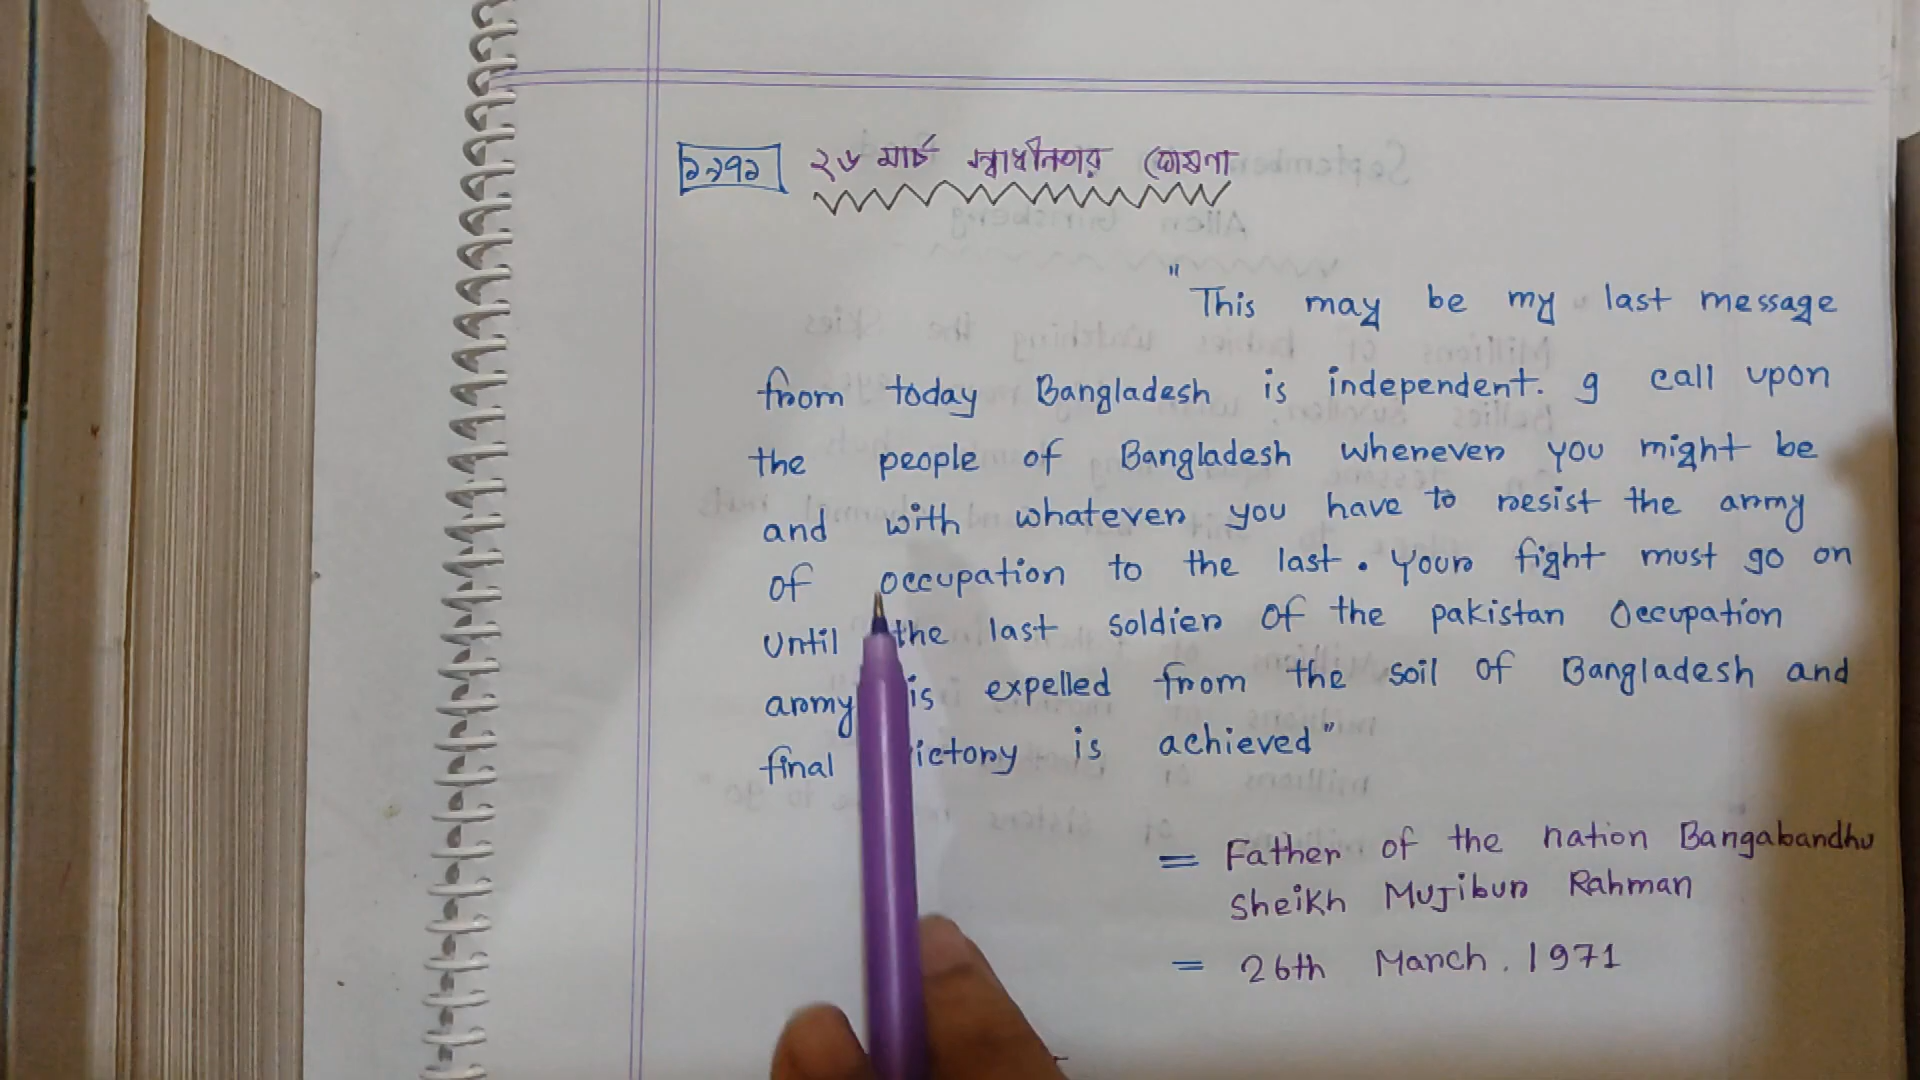 ১৯৭১ ২৬ মার্চ স্বাধীনতার ঘোষনা
"This may be my last message
from today Bangladesh is independent. I call upon
the people of Bangladesh whenever you might be
and with whatever you have to resist the army
of occupation to the last. Your fight must go on
until the last soldier of the pakistan Occupation
army is expelled from the soil of Bangladesh and
final ictory is achieved"
= Father of the nation Bangabandhu
Sheikh Mujibur Rahman
= 26th March. 1971